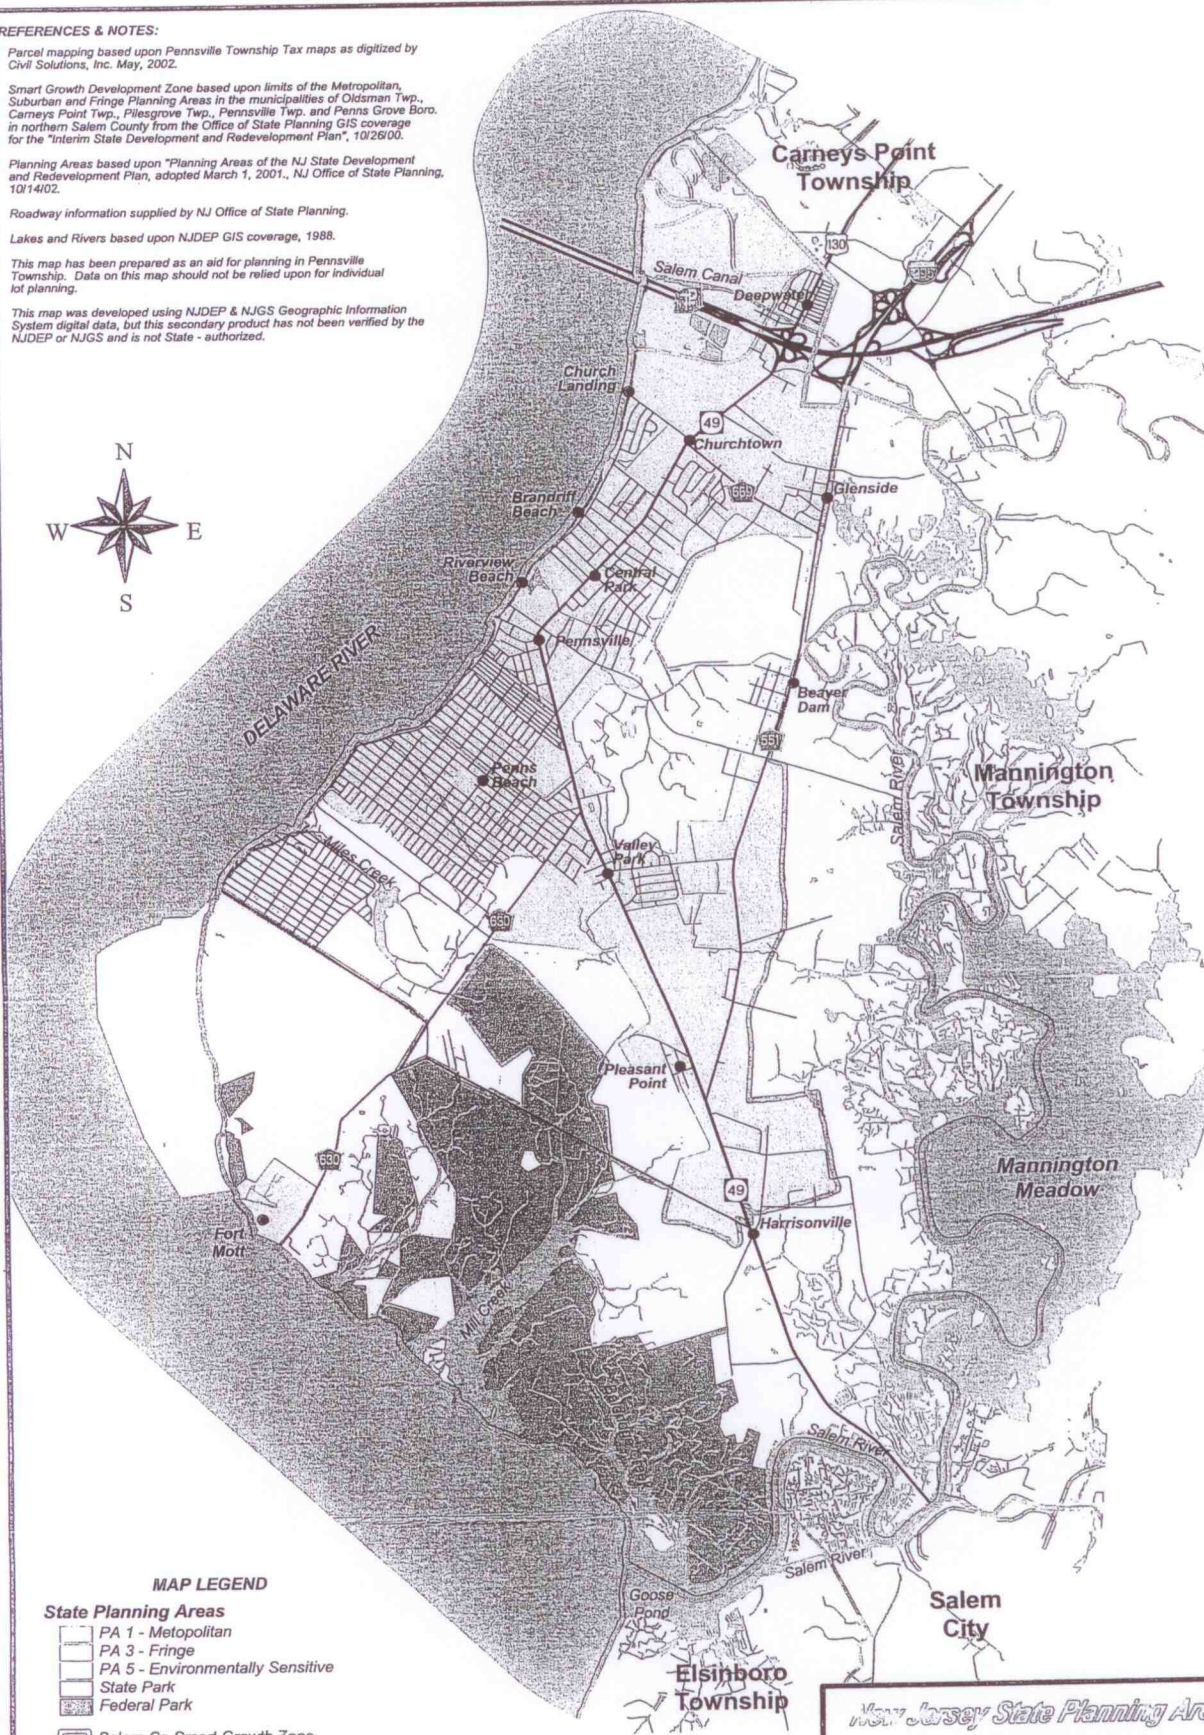 REFERENCES & NOTES:
Parcel mapping based upon Pennsville Township Tax maps as digitized by
Civil Solutions, Inc. May, 2002.
Smart Growth Development Zone based upon limits of the Metropolitan,
Suburban and Fringe Planning Areas in the municipalities of Oldsman Twp.,
Carneys Point Twp., Pilesgrove Twp., Pennsville Twp. and Penns Grove Boro.
in northern Salem County from the Office of State Planning GIS coverage
for the "Interim State Development and Redevelopment Plan", 10/26/00.
Planning Areas based upon "Planning Areas of the NJ State Development
and Redevelopment Plan, adopted March 1, 2001., NJ Office of State Planning,
10/14/02.
Roadway information supplied by NJ Office of State Planning.
Lakes and Rivers based upon NJDEP GIS coverage, 1988.
This map has been prepared as an aid for planning in Pennsville
Township. Data on this map should not be relied upon for individual
lot planning.
This map was developed using NJDEP & NJGS Geographic Information
System digital data, but this secondary product has not been verified by the
NJDEP or NJGS and is not State - authorized.
Carneys Point
Township
130
Salem Canal
Deepwater
Church
Landing
49
Churchtown
N
W
E
S
Brandriff
Beach
Glenside
Riverview
Beach
Central
Park
Pennsville
DELAWARE RIVER
Beaver
Dam
551
Penns
Beach
Salem River
Mannington
Township
Valley
Park
Miles Creek
630
Pleasant
Point
630
Mannington
Meadow
49
Fort
Mott
Harrisonville
Mill Creek
Salem River
Salem River
Goose
Pond
Salem
City
Elsinboro
Township
MAP LEGEND
State Planning Areas
PA 1 - Metopolitan
PA 3 - Fringe
PA 5 - Environmentally Sensitive
State Park
Federal Park
Salem Co Smart Growth Zone
New Jersey State Planning